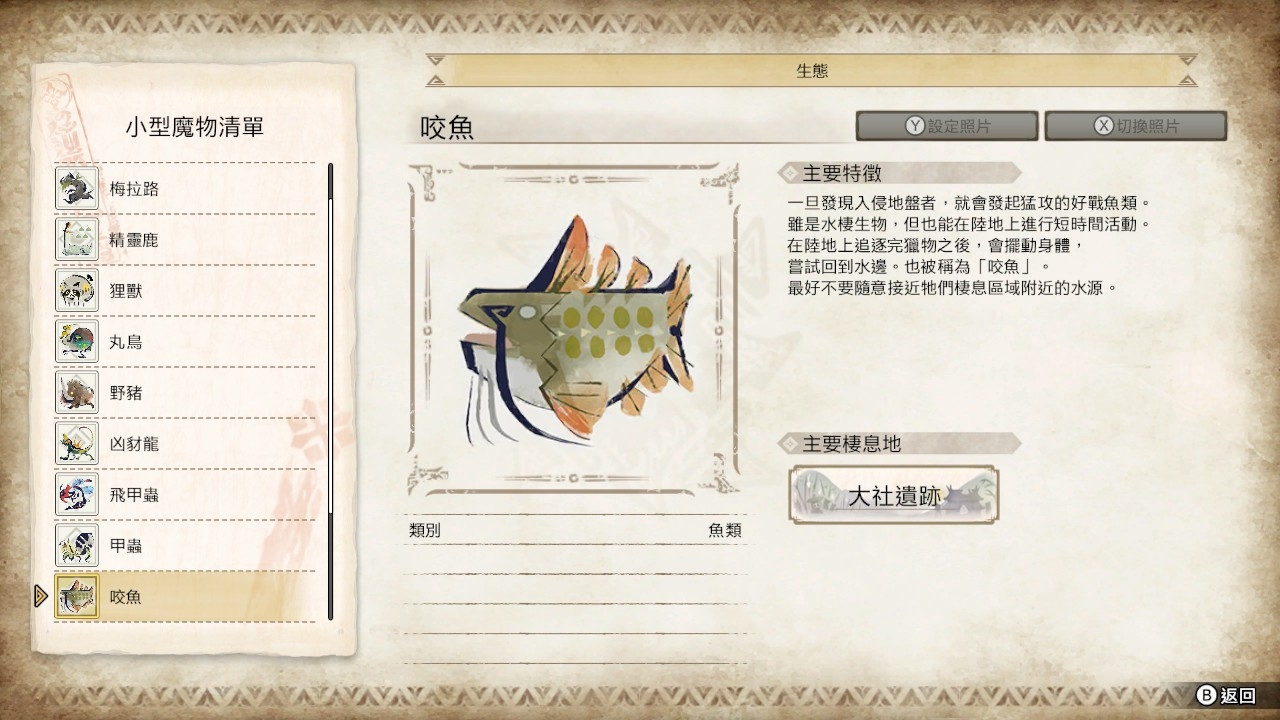 生態
小型魔物清單
梅拉路
精靈鹿
狸獸
丸鳥
野豬
凶豺龍
飛甲蟲
甲蟲
咬魚
咬魚
Y設定照片
X切換照片
主要特徵
一旦發現入侵地盤者，就會發起猛攻的好戰魚類。
雖是水棲生物，但也能在陸地上進行短時間活動。
在陸地上追逐完獵物之後，會擺動身體，
嘗試回到水邊。也被稱為「咬魚」。
最好不要隨意接近牠們棲息區域附近的水源。
主要棲息地
大社遺跡
類別 魚類
B返回